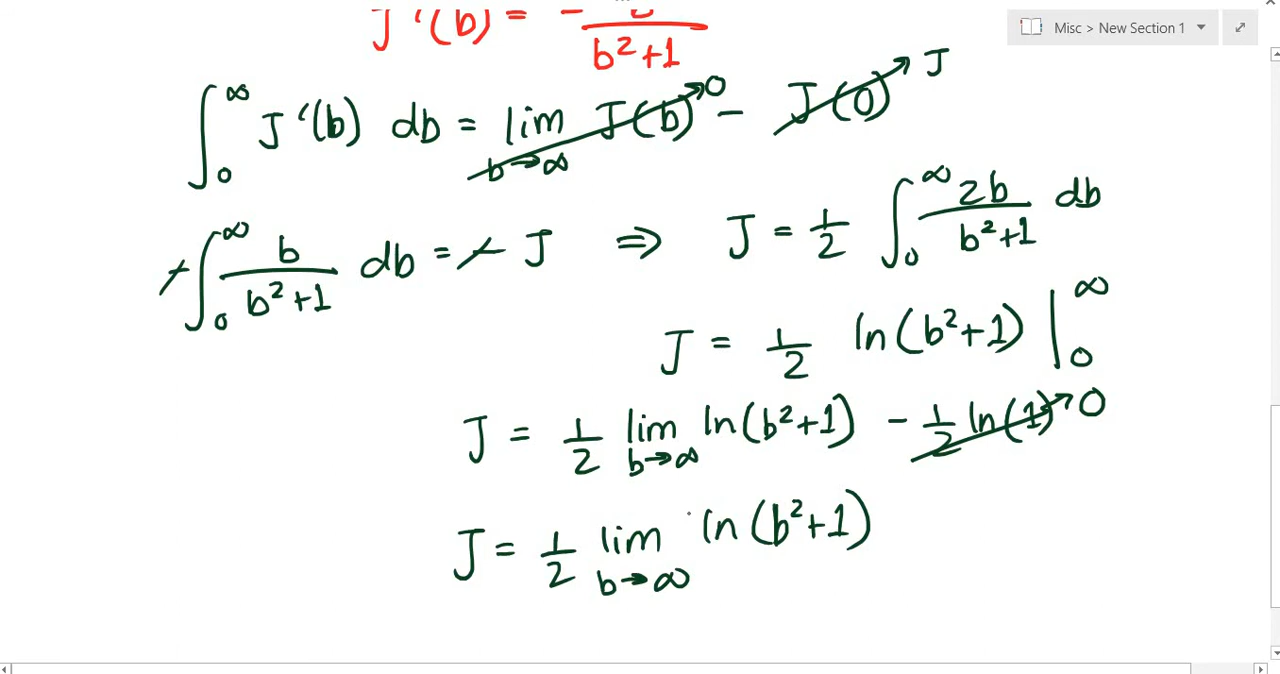 Misc > New Section 1
J'(b) = - b/(b²+1)
∫₀^∞ J'(b) db = lim b→∞ J(b) → 0 - J(0) → J
-∫₀^∞ b/(b²+1) db = - J ⇒ J = 1/2 ∫₀^∞ 2b/(b²+1) db
J = 1/2 ln(b²+1) |₀^∞
J = 1/2 lim b→∞ ln(b²+1) - 1/2 ln(1) → 0
J = 1/2 lim b→∞ ln(b²+1)